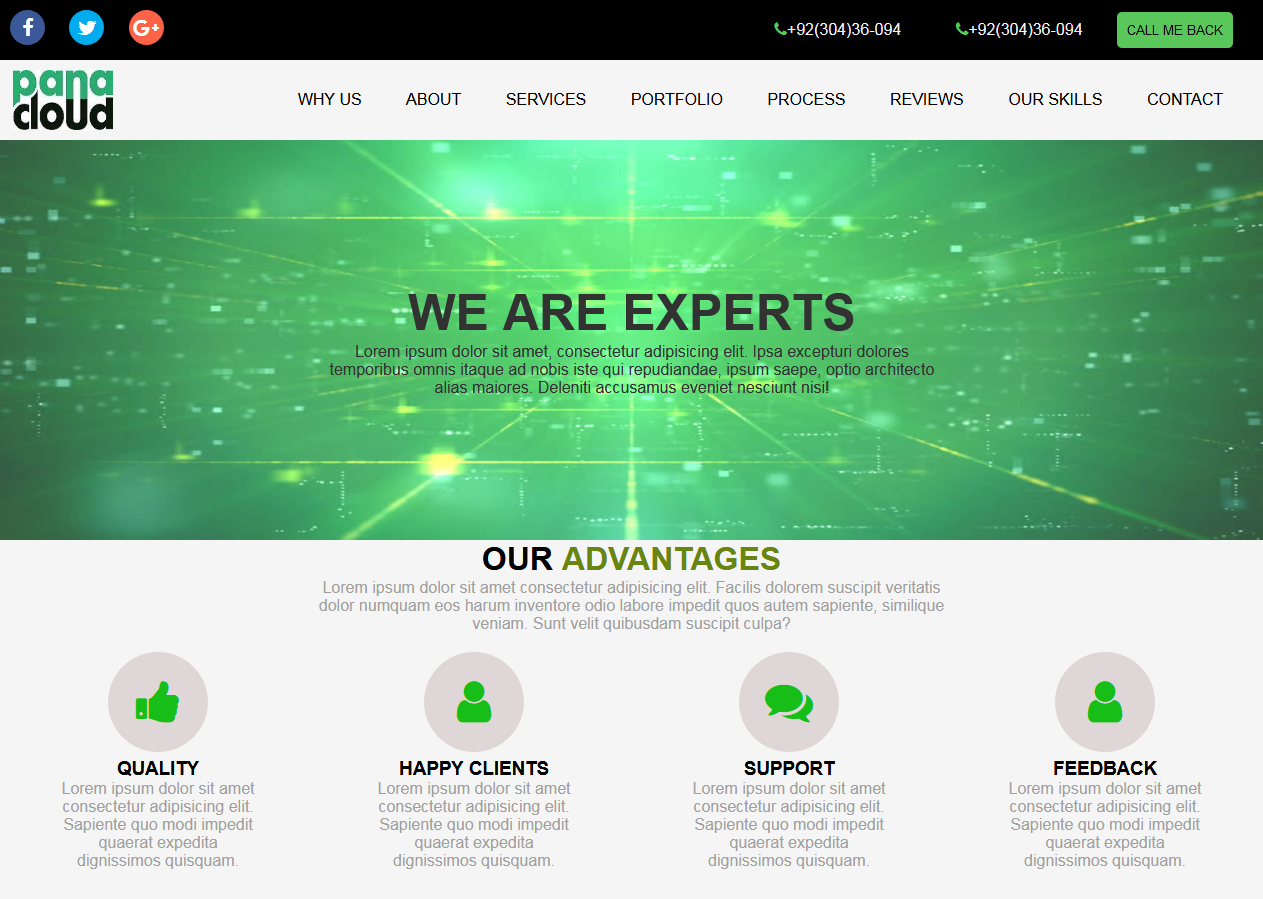 +92(304)36-094 +92(304)36-094 CALL ME BACK
pana
cloud
WHY US ABOUT SERVICES PORTFOLIO PROCESS REVIEWS OUR SKILLS CONTACT
WE ARE EXPERTS
Lorem ipsum dolor sit amet, consectetur adipisicing elit. Ipsa excepturi dolores
temporibus omnis itaque ad nobis iste qui repudiandae, ipsum saepe, optio architecto
alias maiores. Deleniti accusamus eveniet nesciunt nisi!
OUR ADVANTAGES
Lorem ipsum dolor sit amet consectetur adipisicing elit. Facilis dolorem suscipit veritatis
dolor numquam eos harum inventore odio labore impedit quos autem sapiente, similique
veniam. Sunt velit quibusdam suscipit culpa?
QUALITY
Lorem ipsum dolor sit amet
consectetur adipisicing elit.
Sapiente quo modi impedit
quaerat expedita
dignissimos quisquam.
HAPPY CLIENTS
Lorem ipsum dolor sit amet
consectetur adipisicing elit.
Sapiente quo modi impedit
quaerat expedita
dignissimos quisquam.
SUPPORT
Lorem ipsum dolor sit amet
consectetur adipisicing elit.
Sapiente quo modi impedit
quaerat expedita
dignissimos quisquam.
FEEDBACK
Lorem ipsum dolor sit amet
consectetur adipisicing elit.
Sapiente quo modi impedit
quaerat expedita
dignissimos quisquam.